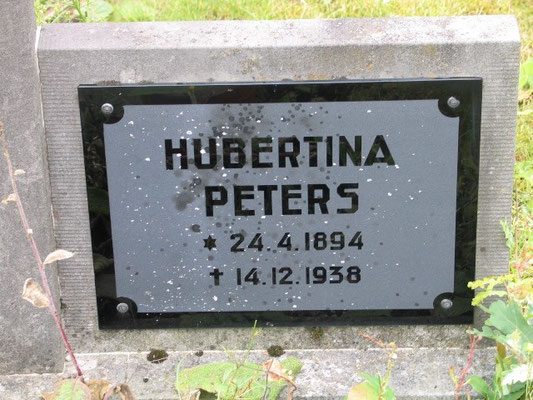 HUBERTINA
PETERS
* 24.4.1894
† 14.12.1938